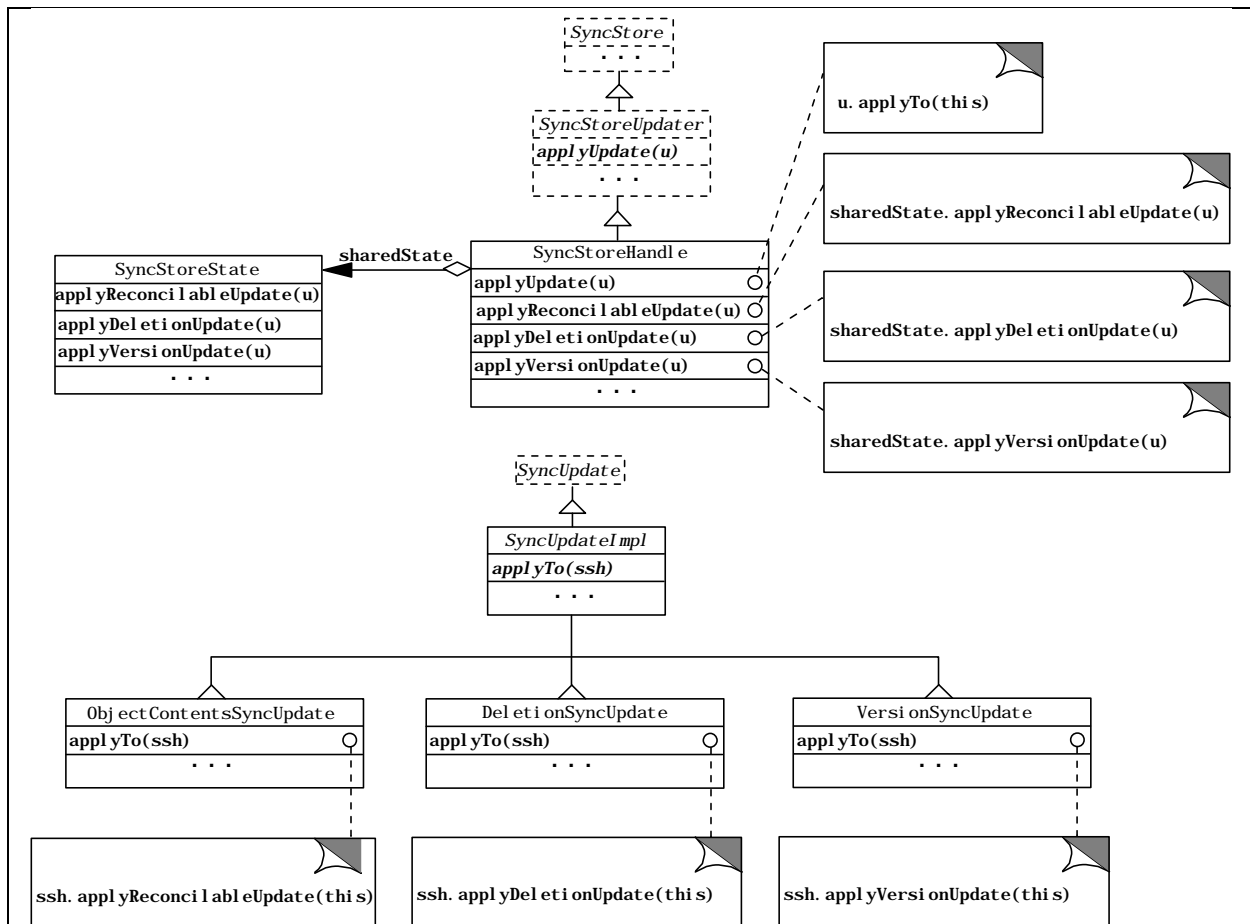 SyncStore
. . .
SyncStoreUpdater
applyUpdate(u)
. . .
u.applyTo(this)
sharedState.applyReconcilableUpdate(u)
sharedState.applyDeletionUpdate(u)
sharedState.applyVersionUpdate(u)
sharedState
SyncStoreState
applyReconcilableUpdate(u)
applyDeletionUpdate(u)
applyVersionUpdate(u)
. . .
SyncStoreHandle
applyUpdate(u)
applyReconcilableUpdate(u)
applyDeletionUpdate(u)
applyVersionUpdate(u)
. . .
SyncUpdate
SyncUpdateImpl
applyTo(ssh)
. . .
ObjectContentsSyncUpdate
applyTo(ssh)
. . .
DeletionSyncUpdate
applyTo(ssh)
. . .
VersionSyncUpdate
applyTo(ssh)
. . .
ssh.applyReconcilableUpdate(this)
ssh.applyDeletionUpdate(this)
ssh.applyVersionUpdate(this)